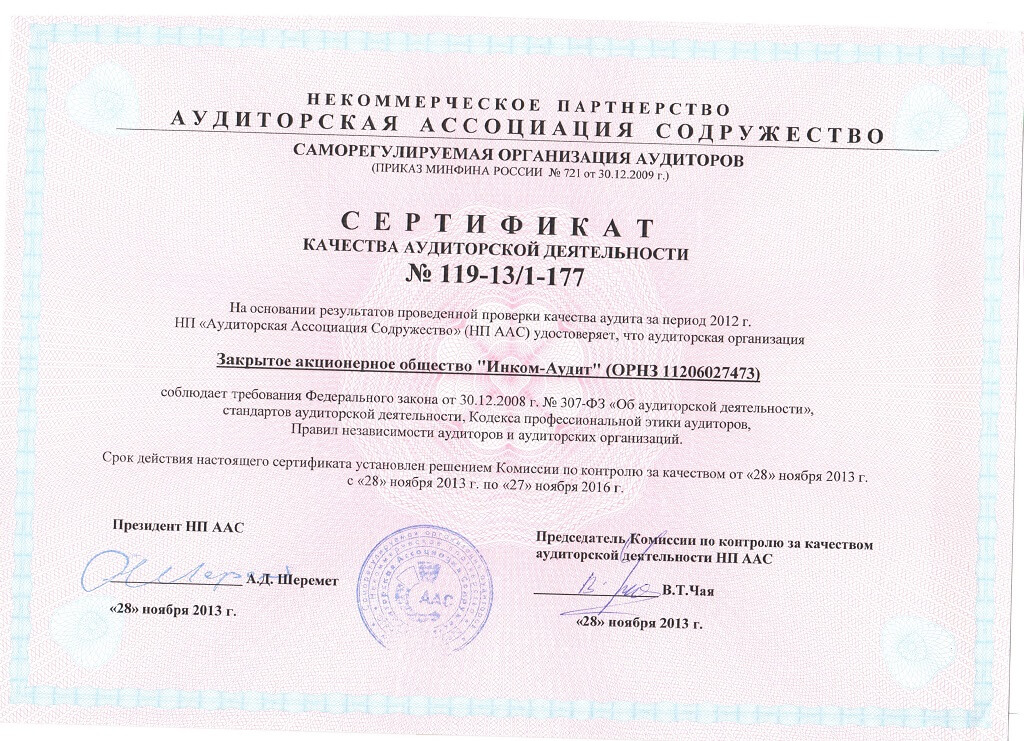 НЕКОММЕРЧЕСКОЕ ПАРТНЕРСТВО
АУДИТОРСКАЯ АССОЦИАЦИЯ СОДРУЖЕСТВО
САМОРЕГУЛИРУЕМАЯ ОРГАНИЗАЦИЯ АУДИТОРОВ
(ПРИКАЗ МИНФИНА РОССИИ № 721 от 30.12.2009 г.)
СЕРТИФИКАТ
КАЧЕСТВА АУДИТОРСКОЙ ДЕЯТЕЛЬНОСТИ
№ 119-13/1-177
На основании результатов проведенной проверки качества аудита за период 2012 г.
НП «Аудиторская Ассоциация Содружество» (НП ААС) удостоверяет, что аудиторская организация
Закрытое акционерное общество "Инком-Аудит" (ОРНЗ 11206027473)
соблюдает требования Федерального закона от 30.12.2008 г. № 307-ФЗ «Об аудиторской деятельности»,
стандартов аудиторской деятельности, Кодекса профессиональной этики аудиторов,
Правил независимости аудиторов и аудиторских организаций.
Срок действия настоящего сертификата установлен решением Комиссии по контролю за качеством от «28» ноября 2013 г.
с «28» ноября 2013 г. по «27» ноября 2016 г.
Президент НП ААС
А.Д. Шеремет
«28» ноября 2013 г.
ААС
Председатель Комиссии по контролю за качеством
аудиторской деятельности НП ААС
В.Т.Чая
«28» ноября 2013 г.